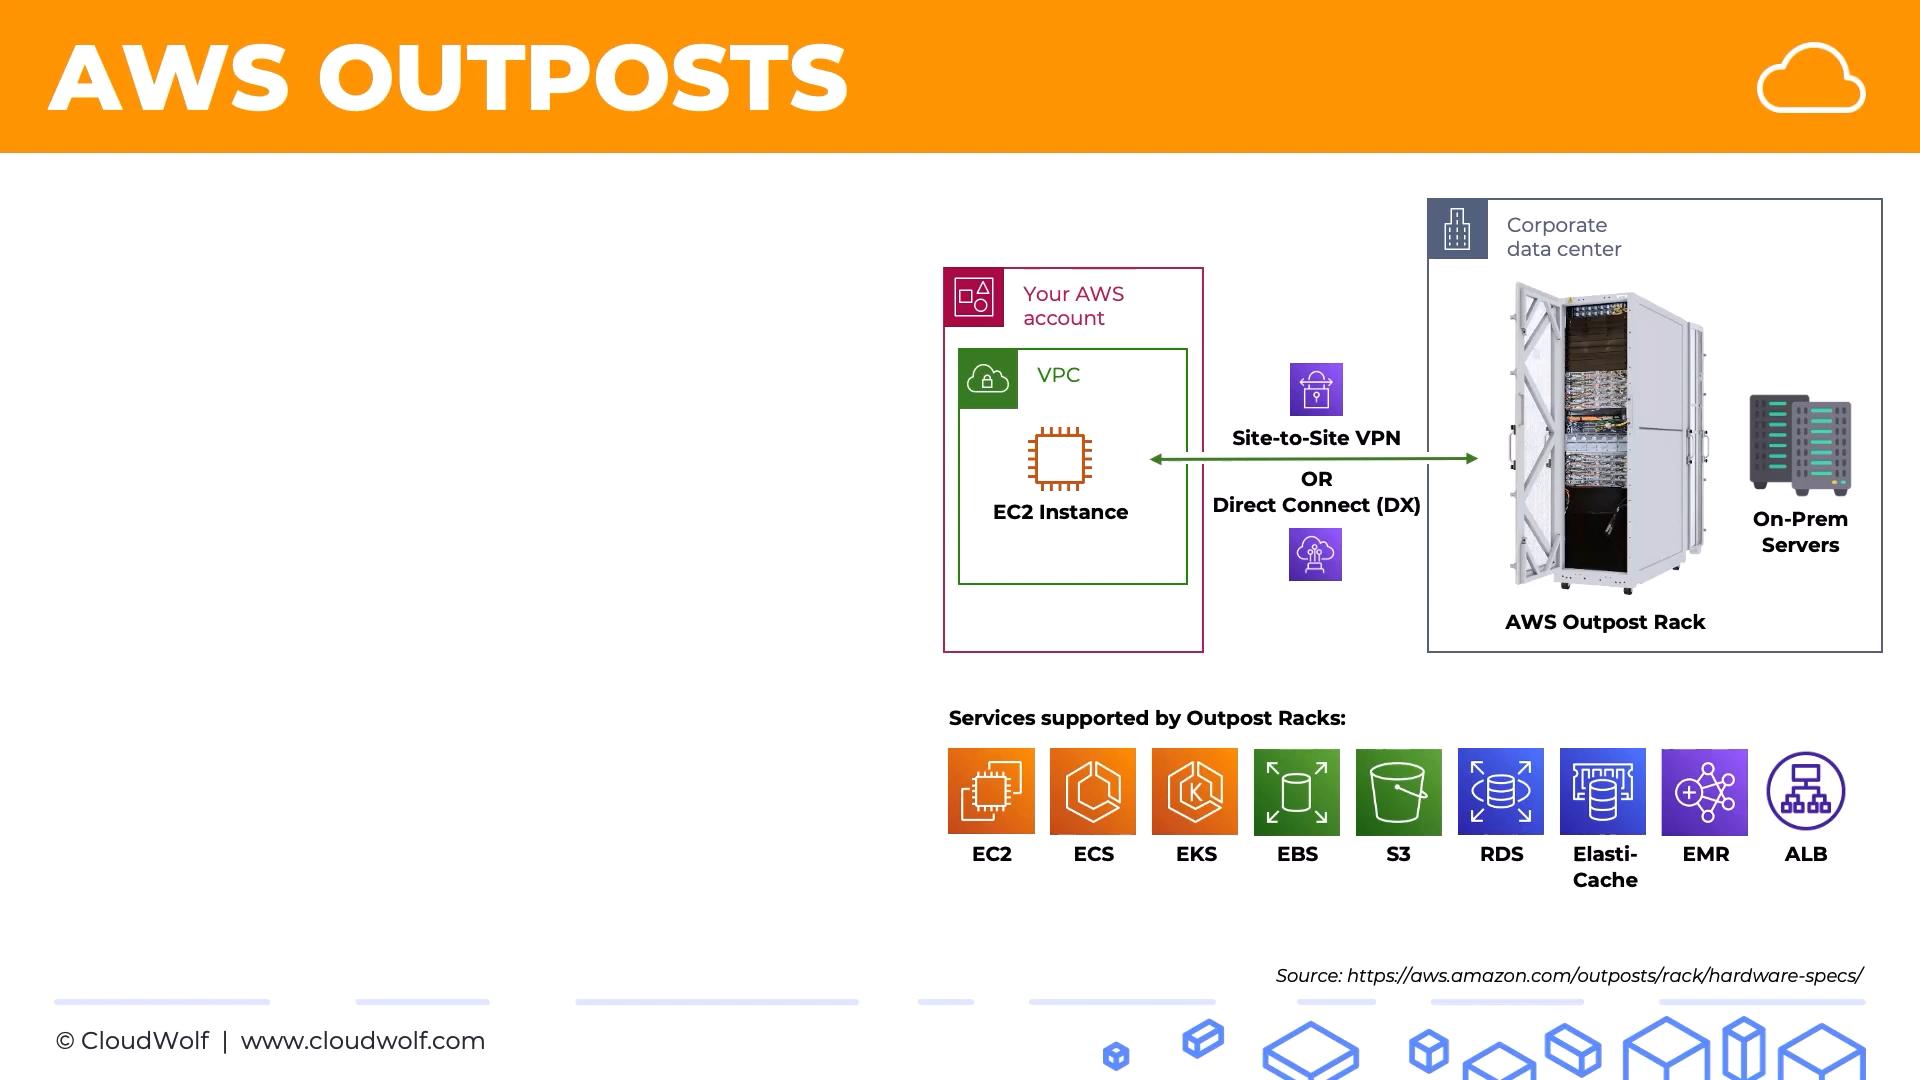 AWS OUTPOSTS
Corporate
data center
Your AWS
account
VPC
EC2 Instance
Site-to-Site VPN
OR
Direct Connect (DX)
On-Prem
Servers
AWS Outpost Rack
Services supported by Outpost Racks:
EC2
ECS
EKS
EBS
S3
RDS
Elasti-
Cache
EMR
ALB
Source: https://aws.amazon.com/outposts/rack/hardware-specs/
© CloudWolf | www.cloudwolf.com